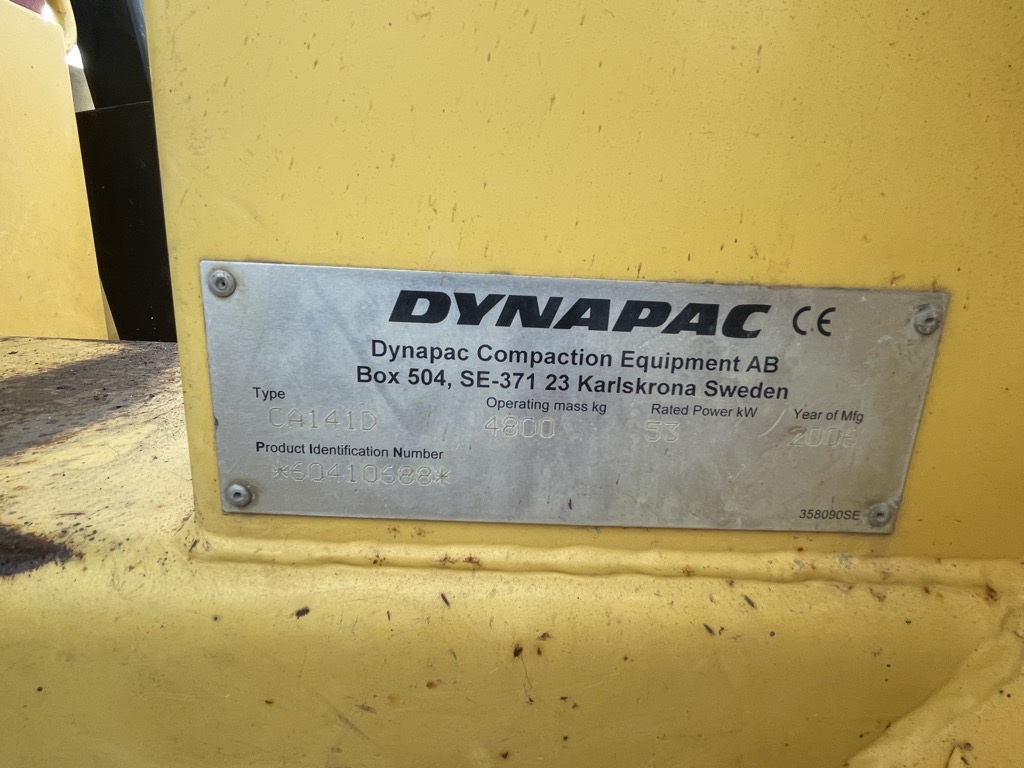 DYNAPAC CE
Dynapac Compaction Equipment AB
Box 504, SE-371 23 Karlskrona Sweden
Type Operating mass kg Rated Power kW Year of Mfg
CA141D 4800 53
Product Identification Number
*60410688*
358090SE